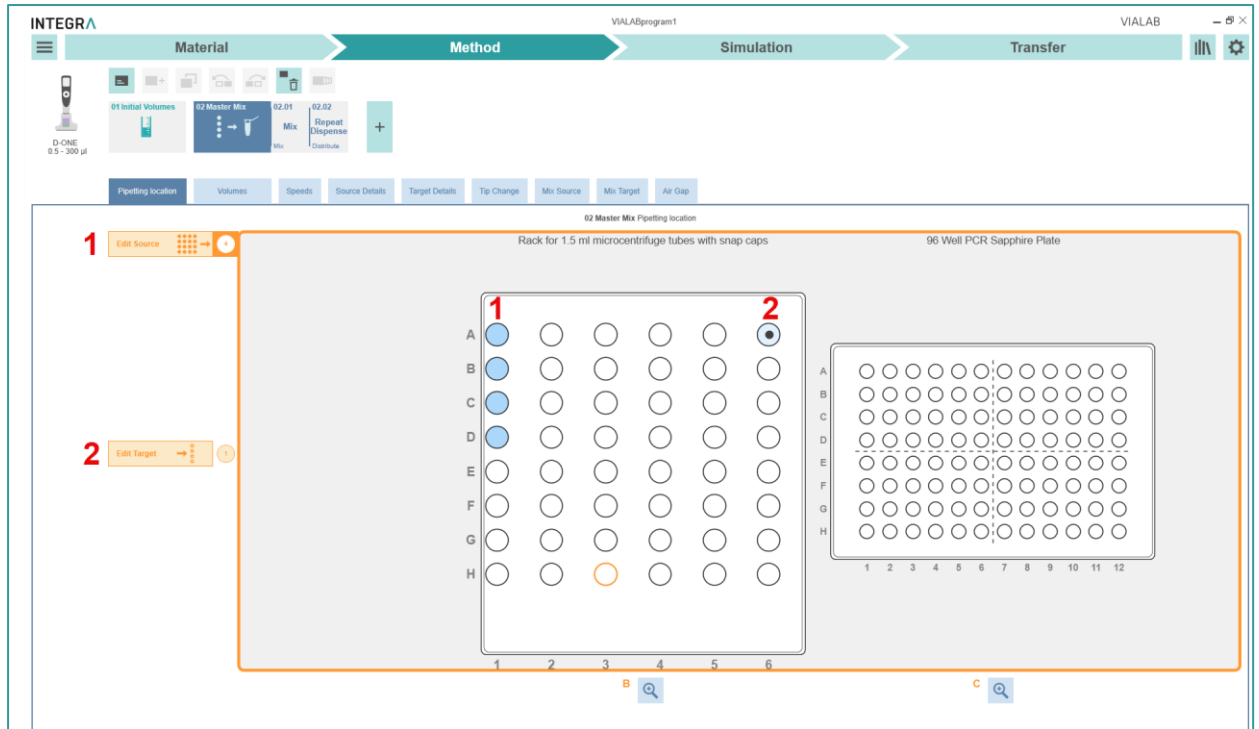 INTEGRA
VIALABprogram1
VIALAB
Material
Method
Simulation
Transfer
01 Initial Volumes
02 Master Mix
02.01
02.02
Mix
Repeat
Dispense
+
Mix
Distribute
D-ONE
0.5 - 300 µl
Pipetting location
Volumes
Speeds
Source Details
Target Details
Tip Change
Mix Source
Mix Target
Air Gap
02 Master Mix Pipetting location
1
Edit Source
Rack for 1.5 ml microcentrifuge tubes with snap caps
96 Well PCR Sapphire Plate
1
2
A
B
C
D
E
F
G
H
1 2 3 4 5 6
2
Edit Target
A
B
C
D
E
F
G
H
1 2 3 4 5 6 7 8 9 10 11 12
B
C